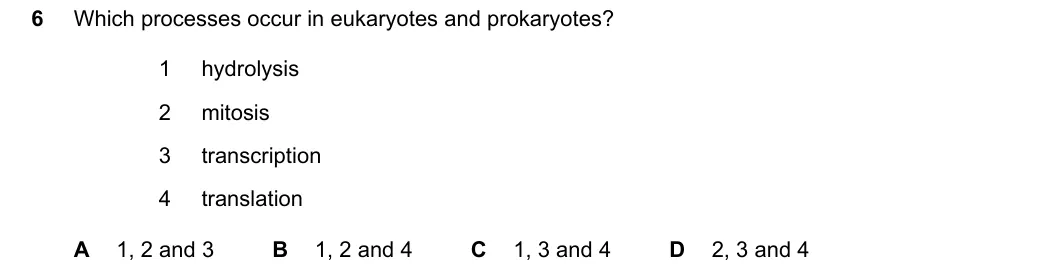 6 Which processes occur in eukaryotes and prokaryotes?
1 hydrolysis
2 mitosis
3 transcription
4 translation
A 1, 2 and 3 B 1, 2 and 4 C 1, 3 and 4 D 2, 3 and 4